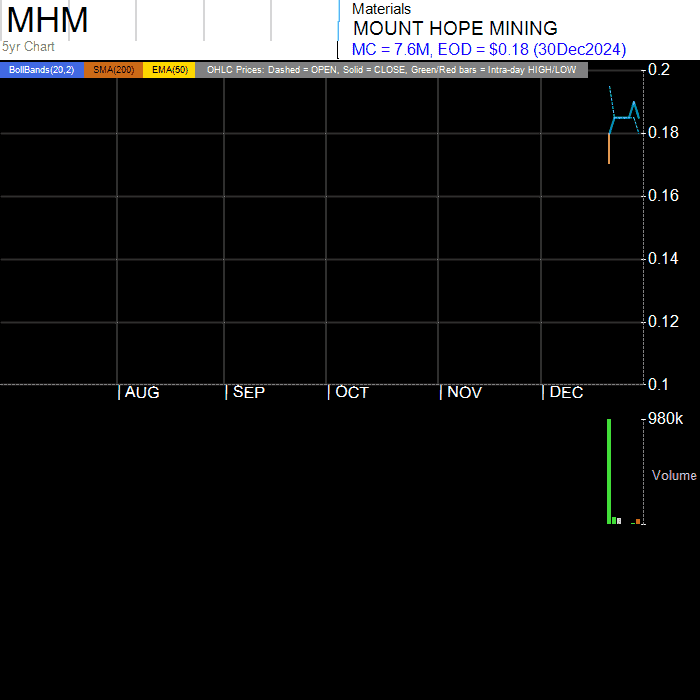 MHM
5yr Chart
Materials
MOUNT HOPE MINING
MC = 7.6M, EOD = $0.18 (30Dec2024)
BollBands(20,2) SMA(200) EMA(50) OHLC Prices: Dashed = OPEN, Solid = CLOSE, Green/Red bars = Intra-day HIGH/LOW
0.2
0.18
0.16
0.14
0.12
0.1
AUG SEP OCT NOV DEC
980k
Volume